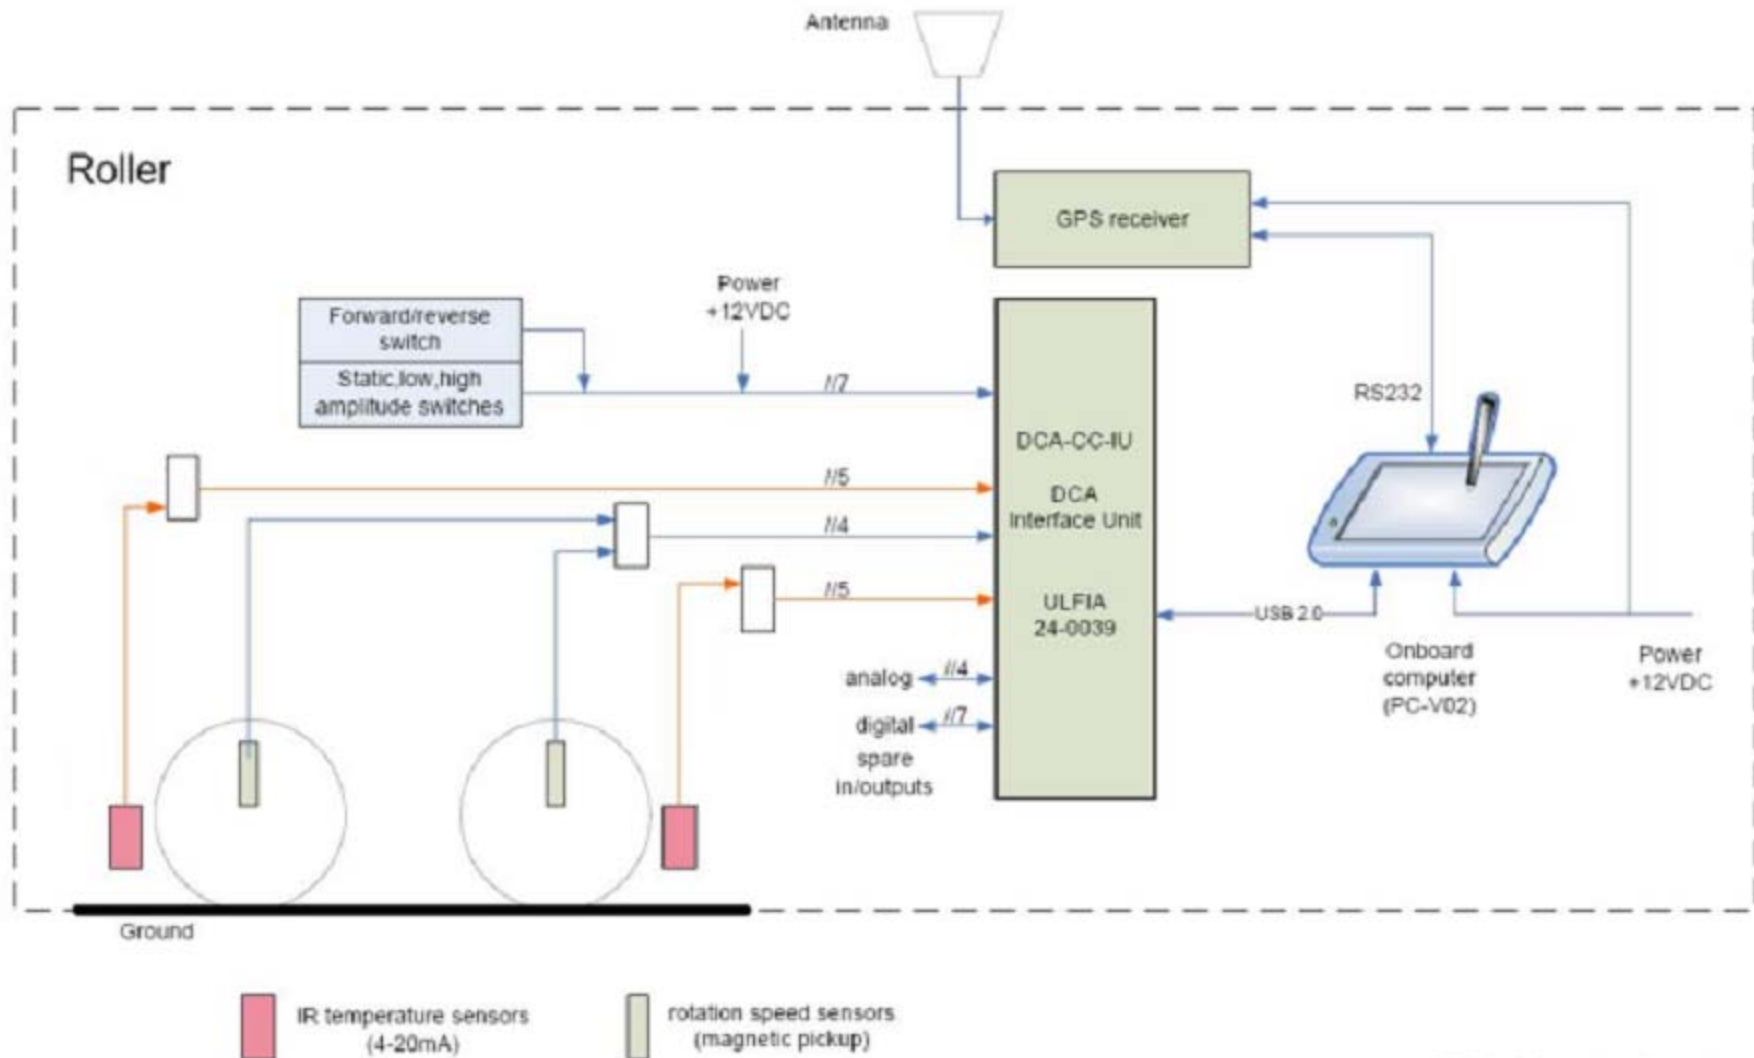 Antenna
Roller
GPS receiver
Power
+12VDC
Forward/reverse
switch
Static,low,high
amplitude switches
//7
RS232
DCA-CC-IU
DCA
Interface Unit
ULFIA
24-0039
//5
//4
//5
USB 2.0
analog
//4
digital
//7
spare
in/outputs
Onboard
computer
(PC-V02)
Power
+12VDC
Ground
IR temperature sensors
(4-20mA)
rotation speed sensors
(magnetic pickup)